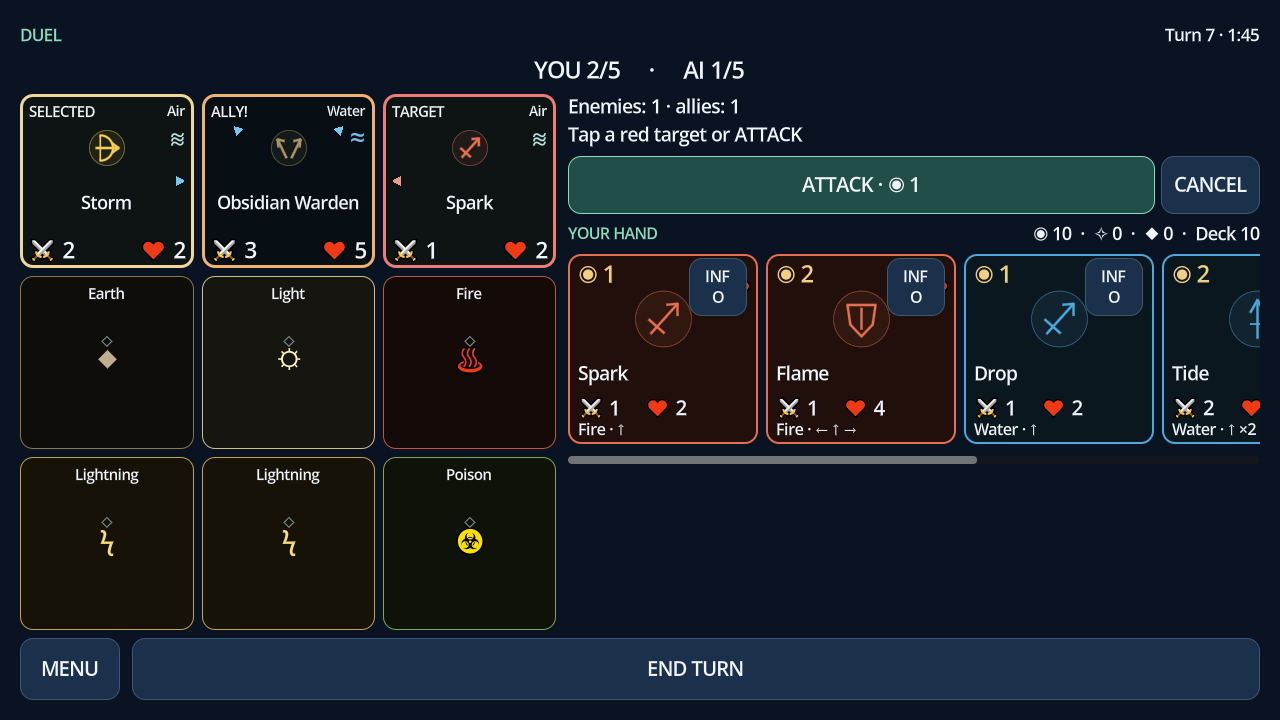 DUEL
Turn 7 · 1:45
YOU 2/5 · AI 1/5
SELECTED
Air
Storm
2
2
ALLY!
Water
Obsidian Warden
3
5
TARGET
Air
Spark
1
2
Enemies: 1 · allies: 1
Tap a red target or ATTACK
ATTACK · ◉ 1
CANCEL
YOUR HAND
◉ 10 · ✧ 0 · ◆ 0 · Deck 10
◉ 1
INF
O
Spark
1
2
Fire · ↑
◉ 2
INF
O
Flame
1
4
Fire · ← ↑ →
◉ 1
INF
O
Drop
1
2
Water · ↑
◉ 2
Tide
2
Water · ↑ ×2
Earth
Light
Fire
Lightning
Lightning
Poison
MENU
END TURN